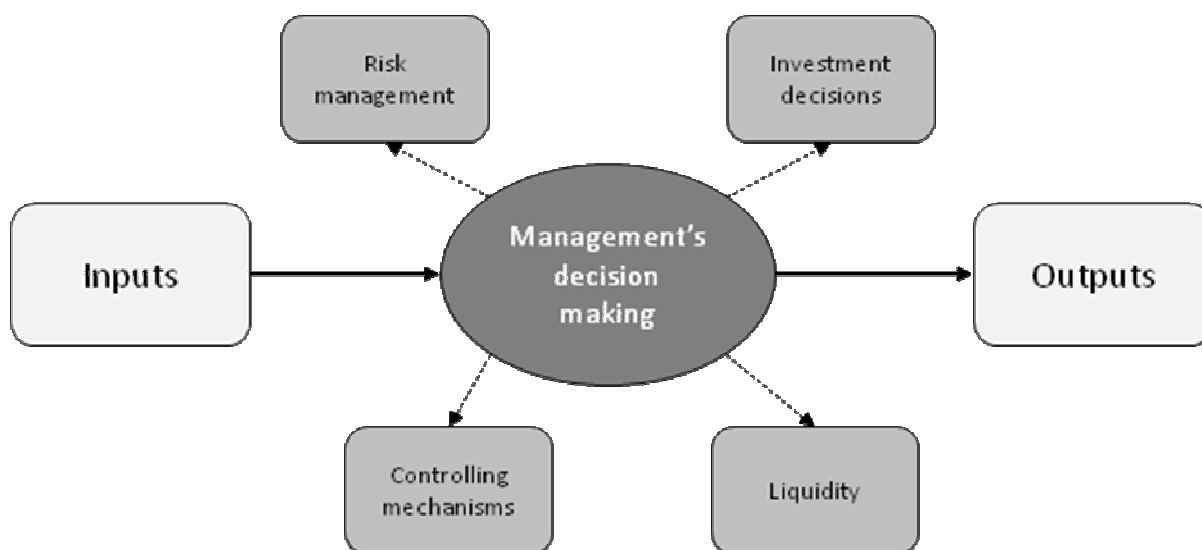 Risk
management
Investment
decisions
Inputs
Management's
decision
making
Outputs
Controlling
mechanisms
Liquidity